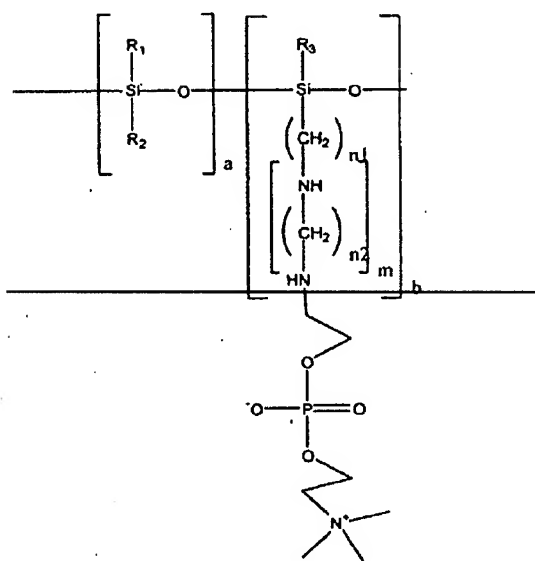 R₁ R₃
Si O Si O
R₂ (CH₂) n1
a
NH
(CH₂) n2
m
HN
b
O
⁻O P O
O
N⁺